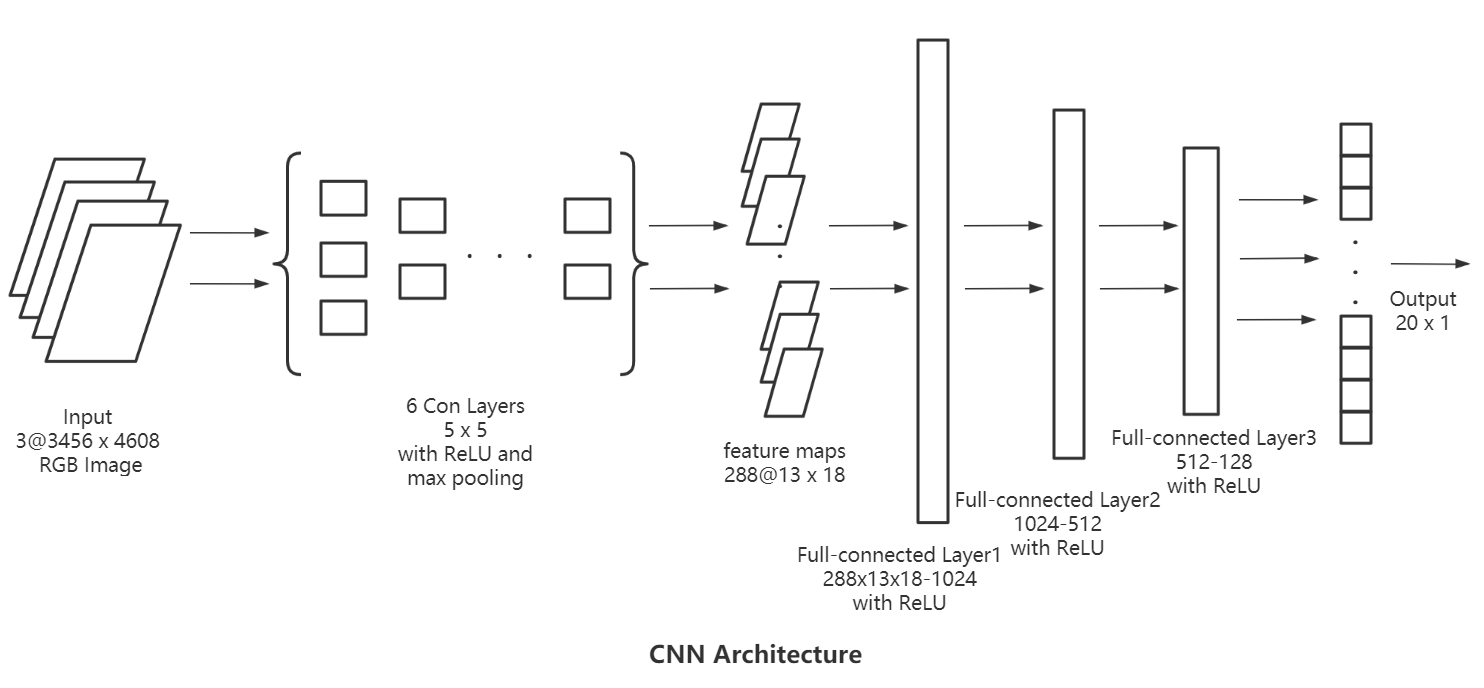 Input
3@3456 x 4608
RGB Image
6 Con Layers
5 x 5
with ReLU and
max pooling
feature maps
288@13 x 18
Full-connected Layer1
288x13x18-1024
with ReLU
Full-connected Layer2
1024-512
with ReLU
Full-connected Layer3
512-128
with ReLU
Output
20 x 1
CNN Architecture